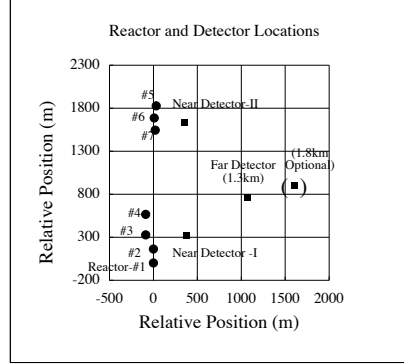 Reactor and Detector Locations
2300
1800
1300
800
300
-200
Relative Position (m)
#5
#6
#7
Near Detector-II
(1.8km
Optional)
Far Detector
(1.3km)
( )
#4
#3
#2
Reactor-#1
Near Detector -I
-500 0 500 1000 1500 2000
Relative Position (m)